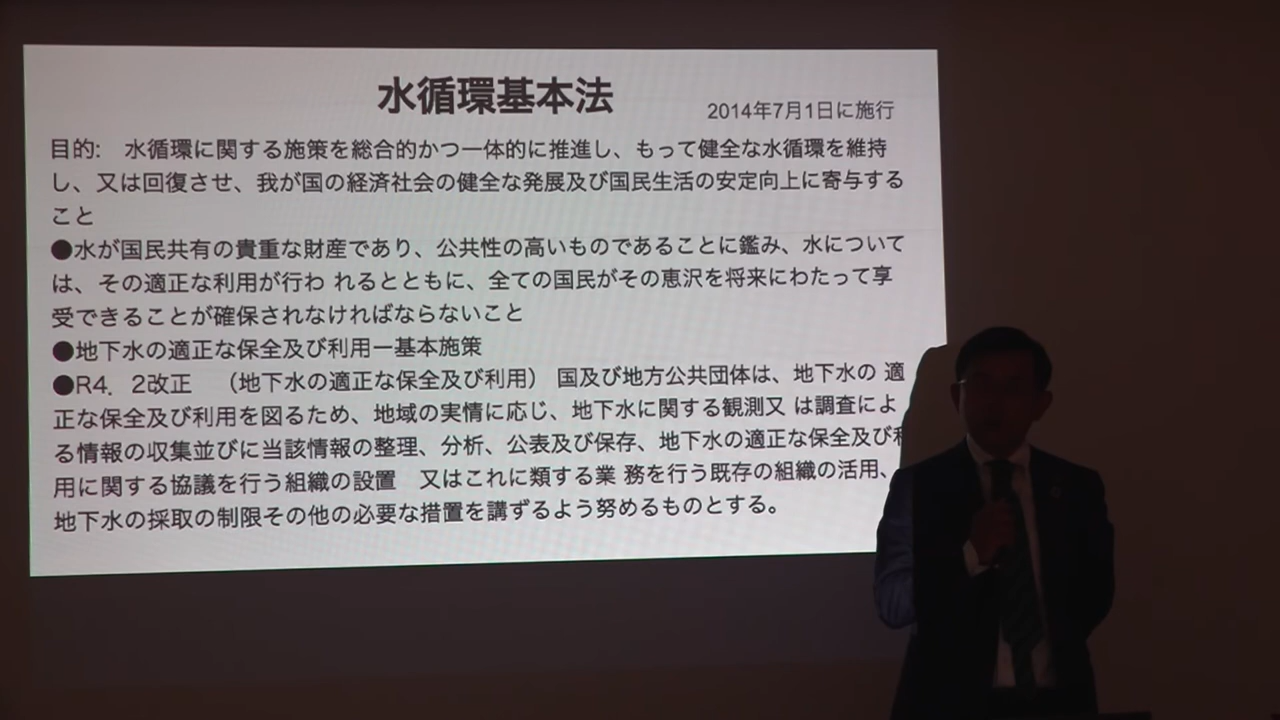 水循環基本法
2014年7月1日に施行
目的:　水循環に関する施策を総合的かつ一体的に推進し、もって健全な水循環を維持
し、又は回復させ、我が国の経済社会の健全な発展及び国民生活の安定向上に寄与する
こと
●水が国民共有の貴重な財産であり、公共性の高いものであることに鑑み、水について
は、その適正な利用が行わ れるとともに、全ての国民がその恵沢を将来にわたって享
受できることが確保されなければならないこと
●地下水の適正な保全及び利用ー基本施策
●R4．2改正　（地下水の適正な保全及び利用） 国及び地方公共団体は、地下水の 適
正な保全及び利用を図るため、地域の実情に応じ、地下水に関する観測又 は調査によ
る情報の収集並びに当該情報の整理、分析、公表及び保存、地下水の適正な保全及び利
用に関する協議を行う組織の設置　又はこれに類する業 務を行う既存の組織の活用、
地下水の採取の制限その他の必要な措置を講ずるよう努めるものとする。